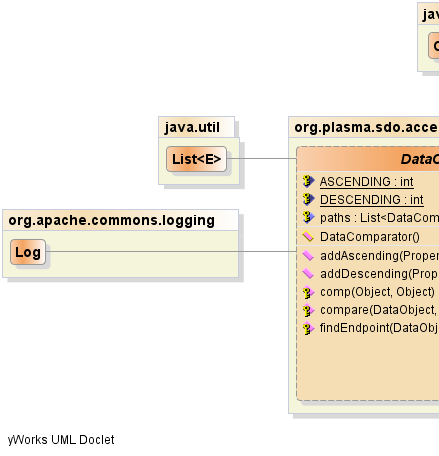 jav
java.util
List<E>
org.apache.commons.logging
Log
org.plasma.sdo.acce
DataC
ASCENDING : int
DESCENDING : int
paths : List<DataCom
DataComparator()
addAscending(Proper
addDescending(Prop
comp(Object, Object)
compare(DataObject,
findEndpoint(DataObj
yWorks UML Doclet